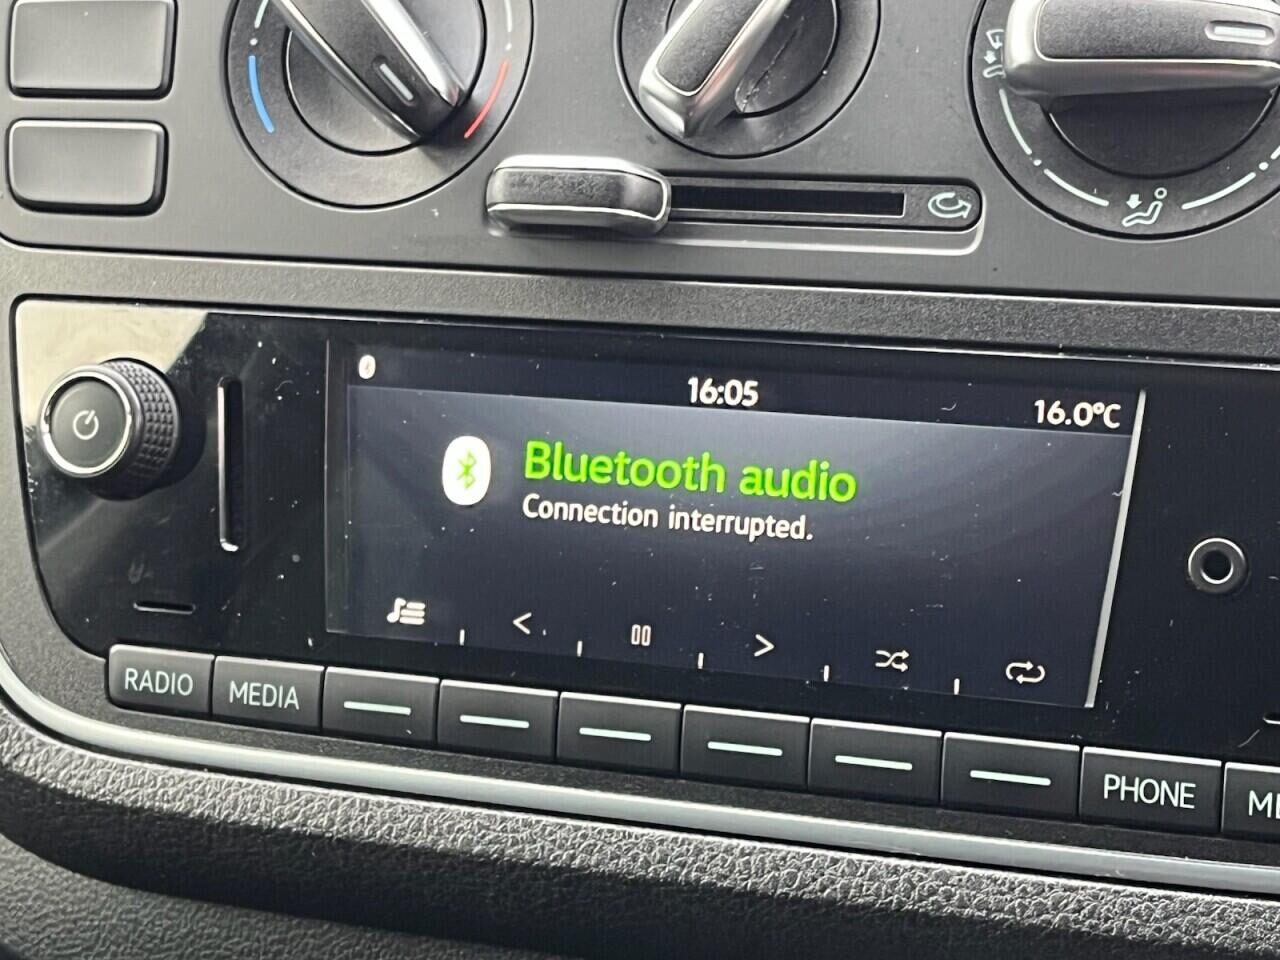 16:05
16.0°C
Bluetooth audio
Connection interrupted.
RADIO
MEDIA
PHONE